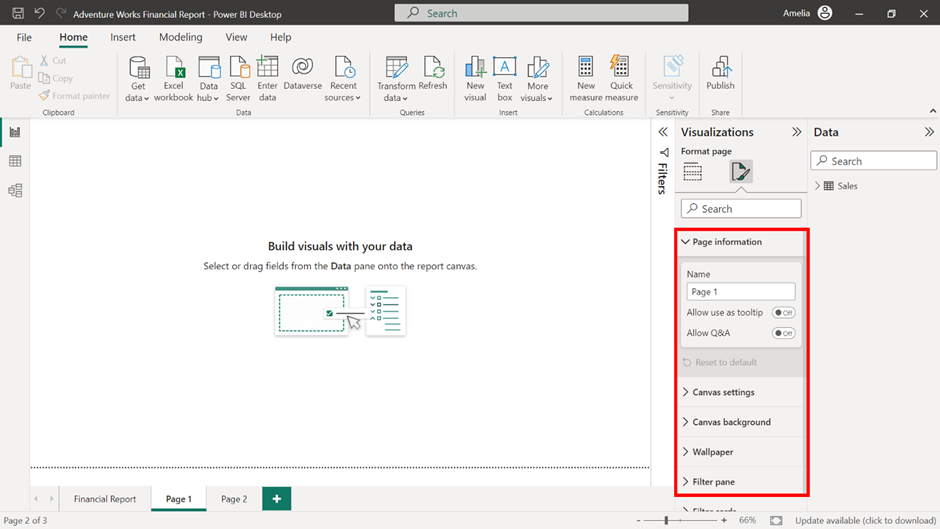 Adventure Works Financial Report - Power BI Desktop
Search
Amelia
File Home Insert Modeling View Help
Paste
Cut
Copy
Format painter
Clipboard
Get data
Excel workbook
Data hub
SQL Server
Enter data
Dataverse
Recent sources
Data
Transform data
Refresh
Queries
New visual
Text box
More visuals
Insert
New measure
Quick measure
Calculations
Sensitivity
Sensitivity
Publish
Share
Build visuals with your data
Select or drag fields from the Data pane onto the report canvas.
Filters
Visualizations
Format page
Search
Page information
Name
Page 1
Allow use as tooltip Off
Allow Q&A Off
Reset to default
Canvas settings
Canvas background
Wallpaper
Filter pane
Filter cards
Data
Search
Sales
Financial Report Page 1 Page 2 +
Page 2 of 3
- + 66% Update available (click to download)